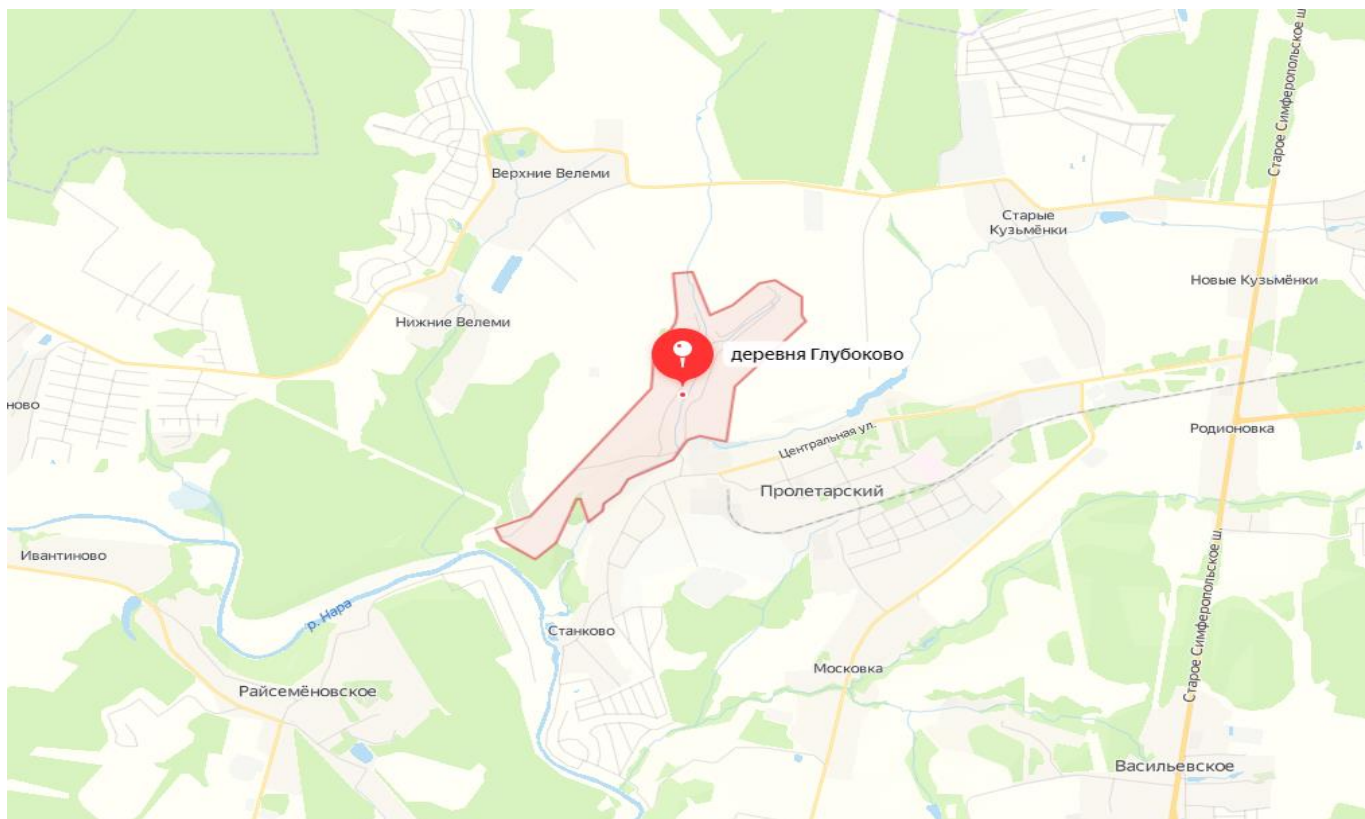 Старое Симферопольское ш.
Верхние Велеми
Старые
Кузьмёнки
Новые Кузьмёнки
Нижние Велеми
деревня Глубоково
ново
Центральная ул.
Родионовка
Пролетарский
Ивантиново
р. Нара
Старое Симферопольское ш.
Станково
Московка
Райсемёновское
Васильевское